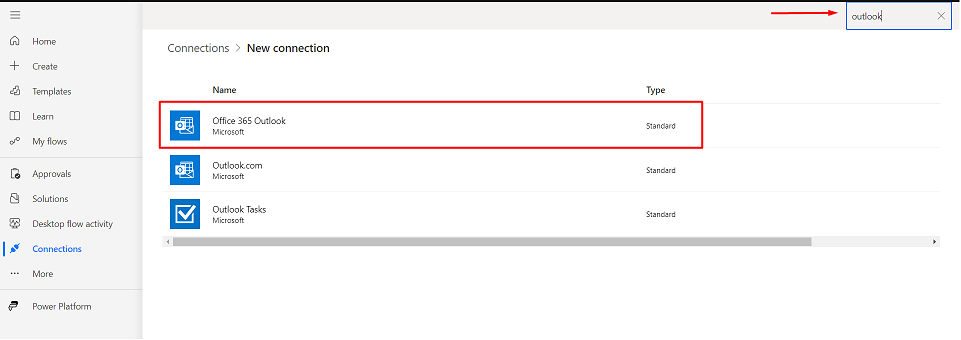 outlook
Home
Create
Templates
Learn
My flows
Approvals
Solutions
Desktop flow activity
Connections
More
Power Platform
Connections > New connection
Name Type
Office 365 Outlook
Microsoft
Standard
Outlook.com
Microsoft
Standard
Outlook Tasks
Microsoft
Standard